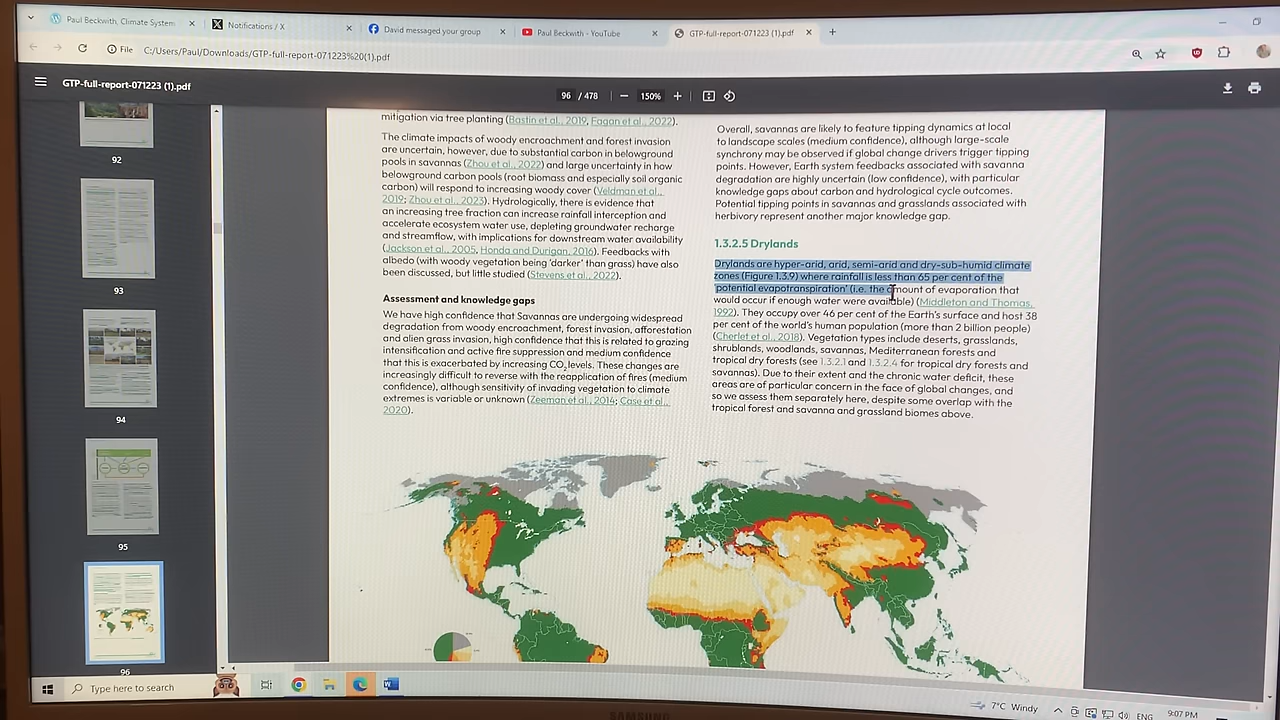 Paul Beckwith, Climate System
Notifications / X
David messaged your group
Paul Beckwith - YouTube
GTP-full-report-071223 (1).pdf
File
C:/Users/Paul/Downloads/GTP-full-report-071223%20(1).pdf
GTP-full-report-071223 (1).pdf
96 / 478
150%
92
93
94
95
96
mitigation via tree planting (Bastin et al., 2019, Fagan et al., 2022).
The climate impacts of woody encroachment and forest invasion
are uncertain, however, due to substantial carbon in belowground
pools in savannas (Zhou et al., 2022) and large uncertainty in how
belowground carbon pools (root biomass and especially soil organic
carbon) will respond to increasing woody cover (Veldman et al.,
2019; Zhou et al., 2023). Hydrologically, there is evidence that
an increasing tree fraction can increase rainfall interception and
accelerate ecosystem water use, depleting groundwater recharge
and streamflow, with implications for downstream water availability
(Jackson et al., 2005, Honda and Durigan, 2016). Feedbacks with
albedo (with woody vegetation being 'darker' than grass) have also
been discussed, but little studied (Stevens et al., 2022).
Assessment and knowledge gaps
We have high confidence that Savannas are undergoing widespread
degradation from woody encroachment, forest invasion, afforestation
and alien grass invasion, high confidence that this is related to grazing
intensification and active fire suppression and medium confidence
that this is exacerbated by increasing CO2 levels. These changes are
increasingly difficult to reverse with the reapplication of fires (medium
confidence), although sensitivity of invading vegetation to climate
extremes is variable or unknown (Zeeman et al., 2014; Case et al.,
2020).
Overall, savannas are likely to feature tipping dynamics at local
to landscape scales (medium confidence), although large-scale
synchrony may be observed if global change drivers trigger tipping
points. However, Earth system feedbacks associated with savanna
degradation are highly uncertain (low confidence), with particular
knowledge gaps about carbon and hydrological cycle outcomes.
Potential tipping points in savannas and grasslands associated with
herbivory represent another major knowledge gap.
1.3.2.5 Drylands
Drylands are hyper-arid, arid, semi-arid and dry-sub-humid climate
zones (Figure 1.3.9) where rainfall is less than 65 per cent of the
'potential evapotranspiration' (i.e. the amount of evaporation that
would occur if enough water were available) (Middleton and Thomas,
1992). They occupy over 46 per cent of the Earth's surface and host 38
per cent of the world's human population (more than 2 billion people)
(Cherlet et al., 2018). Vegetation types include deserts, grasslands,
shrublands, woodlands, savannas, Mediterranean forests and
tropical dry forests (see 1.3.2.1 and 1.3.2.4 for tropical dry forests and
savannas). Due to their extent and the chronic water deficit, these
areas are of particular concern in the face of global changes, and
so we assess them separately here, despite some overlap with the
tropical forest and savanna and grassland biomes above.
Type here to search
7°C Windy
ENG
9:07 PM
SAMSUNG